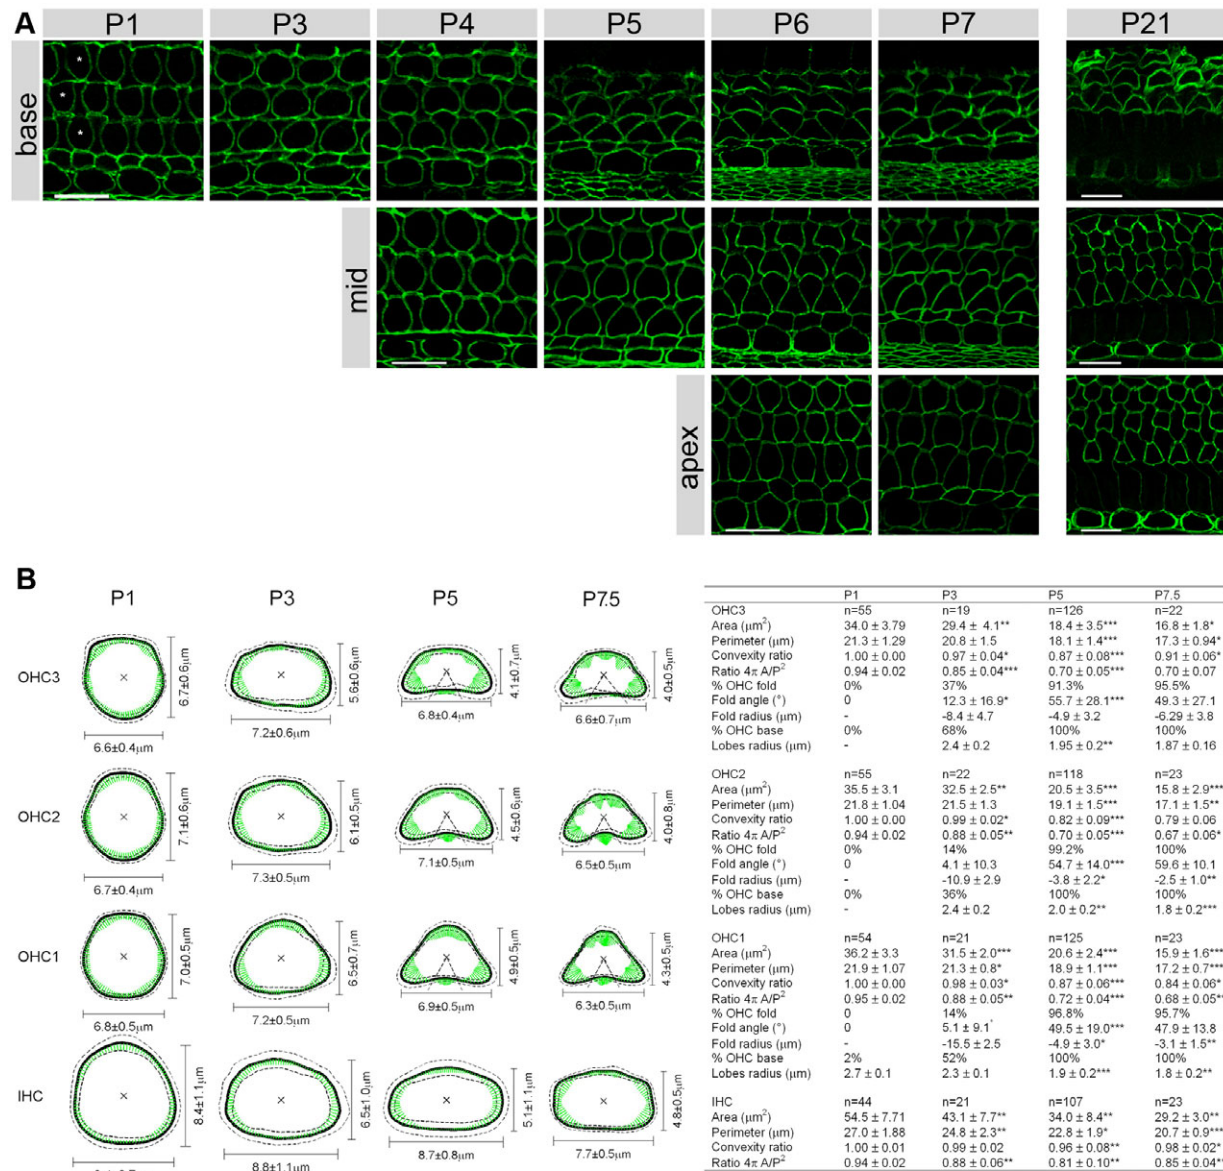 A
P1 P3 P4 P5 P6 P7 P21
base
mid
apex
B
P1 P3 P5 P7.5
OHC3
6.7±0.6µm
6.6±0.4µm
5.6±0.6µm
7.2±0.6µm
4.1±0.7µm
6.8±0.4µm
4.0±0.5µm
6.6±0.7µm
OHC2
7.1±0.6µm
6.7±0.4µm
6.1±0.5µm
7.3±0.5µm
4.5±0.6µm
7.1±0.5µm
4.0±0.8µm
6.5±0.5µm
OHC1
7.0±0.5µm
6.8±0.5µm
6.5±0.7µm
7.2±0.5µm
4.9±0.5µm
6.9±0.5µm
4.3±0.5µm
6.3±0.5µm
IHC
8.4±1.1µm
6.5±1.0µm
8.8±1.1µm
5.1±1.1µm
8.7±0.8µm
4.8±0.5µm
7.7±0.5µm
P1 P3 P5 P7.5
OHC3 n=55 n=19 n=126 n=22
Area (µm²) 34.0 ± 3.79 29.4 ± 4.1** 18.4 ± 3.5*** 16.8 ± 1.8*
Perimeter (µm) 21.3 ± 1.29 20.8 ± 1.5 18.1 ± 1.4*** 17.3 ± 0.94*
Convexity ratio 1.00 ± 0.00 0.97 ± 0.04* 0.87 ± 0.08*** 0.91 ± 0.06*
Ratio 4π A/P² 0.94 ± 0.02 0.85 ± 0.04*** 0.70 ± 0.05*** 0.70 ± 0.07
% OHC fold 0% 37% 91.3% 95.5%
Fold angle (°) 0 12.3 ± 16.9* 55.7 ± 28.1*** 49.3 ± 27.1
Fold radius (µm) - -8.4 ± 4.7 -4.9 ± 3.2 -6.29 ± 3.8
% OHC base 0% 68% 100% 100%
Lobes radius (µm) - 2.4 ± 0.2 1.95 ± 0.2** 1.87 ± 0.16
OHC2 n=55 n=22 n=118 n=23
Area (µm²) 35.5 ± 3.1 32.5 ± 2.5** 20.5 ± 3.5*** 15.8 ± 2.9***
Perimeter (µm) 21.8 ± 1.04 21.5 ± 1.3 19.1 ± 1.5*** 17.1 ± 1.5**
Convexity ratio 1.00 ± 0.00 0.99 ± 0.02* 0.82 ± 0.09*** 0.79 ± 0.06
Ratio 4π A/P² 0.94 ± 0.02 0.88 ± 0.05** 0.70 ± 0.05*** 0.67 ± 0.06*
% OHC fold 0% 14% 99.2% 100%
Fold angle (°) 0 4.1 ± 10.3 54.7 ± 14.0*** 59.6 ± 10.1
Fold radius (µm) - -10.9 ± 2.9 -3.8 ± 2.2* -2.5 ± 1.0**
% OHC base 0% 36% 100% 100%
Lobes radius (µm) - 2.4 ± 0.2 2.0 ± 0.2** 1.8 ± 0.2***
OHC1 n=54 n=21 n=125 n=23
Area (µm²) 36.2 ± 3.3 31.5 ± 2.0*** 20.6 ± 2.4*** 15.9 ± 1.6***
Perimeter (µm) 21.9 ± 1.07 21.3 ± 0.8* 18.9 ± 1.1*** 17.2 ± 0.7***
Convexity ratio 1.00 ± 0.00 0.98 ± 0.03* 0.87 ± 0.06*** 0.84 ± 0.06*
Ratio 4π A/P² 0.95 ± 0.02 0.88 ± 0.05** 0.72 ± 0.04*** 0.68 ± 0.05**
% OHC fold 0 14% 96.8% 95.7%
Fold angle (°) 0 5.1 ± 9.1* 49.5 ± 19.0*** 47.9 ± 13.8
Fold radius (µm) - -15.5 ± 2.5 -4.9 ± 3.0* -3.1 ± 1.5**
% OHC base 2% 52% 100% 100%
Lobes radius (µm) 2.7 ± 0.1 2.3 ± 0.1 1.9 ± 0.2*** 1.8 ± 0.2**
IHC n=44 n=21 n=107 n=23
Area (µm²) 54.5 ± 7.71 43.1 ± 7.7** 34.0 ± 8.4** 29.2 ± 3.0**
Perimeter (µm) 27.0 ± 1.88 24.8 ± 2.3** 22.8 ± 1.9* 20.7 ± 0.9***
Convexity ratio 1.00 ± 0.01 0.99 ± 0.02 0.96 ± 0.08** 0.98 ± 0.02*
Ratio 4π A/P² 0.94 ± 0.02 0.88 ± 0.06** 0.81 ± 0.10** 0.85 ± 0.04**